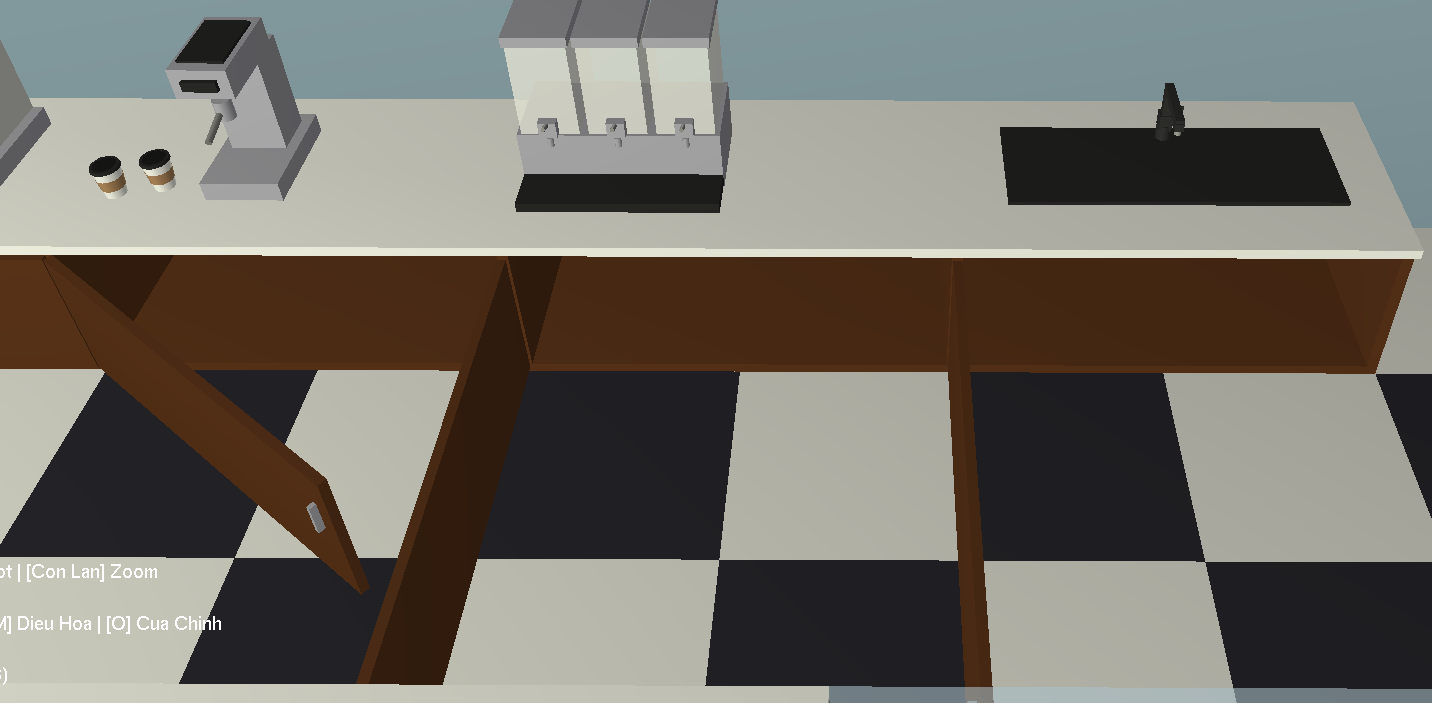 ot | [Con Lan] Zoom
] Dieu Hoa | [O] Cua Chinh
)